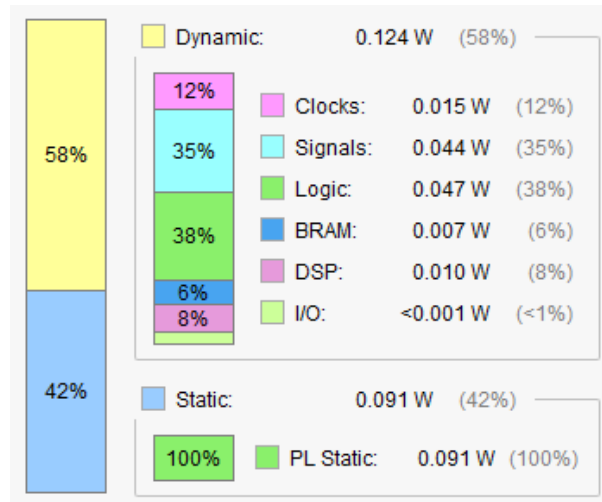 58%
42%
Dynamic: 0.124 W (58%)
12%
35%
38%
6%
8%
Clocks: 0.015 W (12%)
Signals: 0.044 W (35%)
Logic: 0.047 W (38%)
BRAM: 0.007 W (6%)
DSP: 0.010 W (8%)
I/O: <0.001 W (<1%)
Static: 0.091 W (42%)
100%
PL Static: 0.091 W (100%)